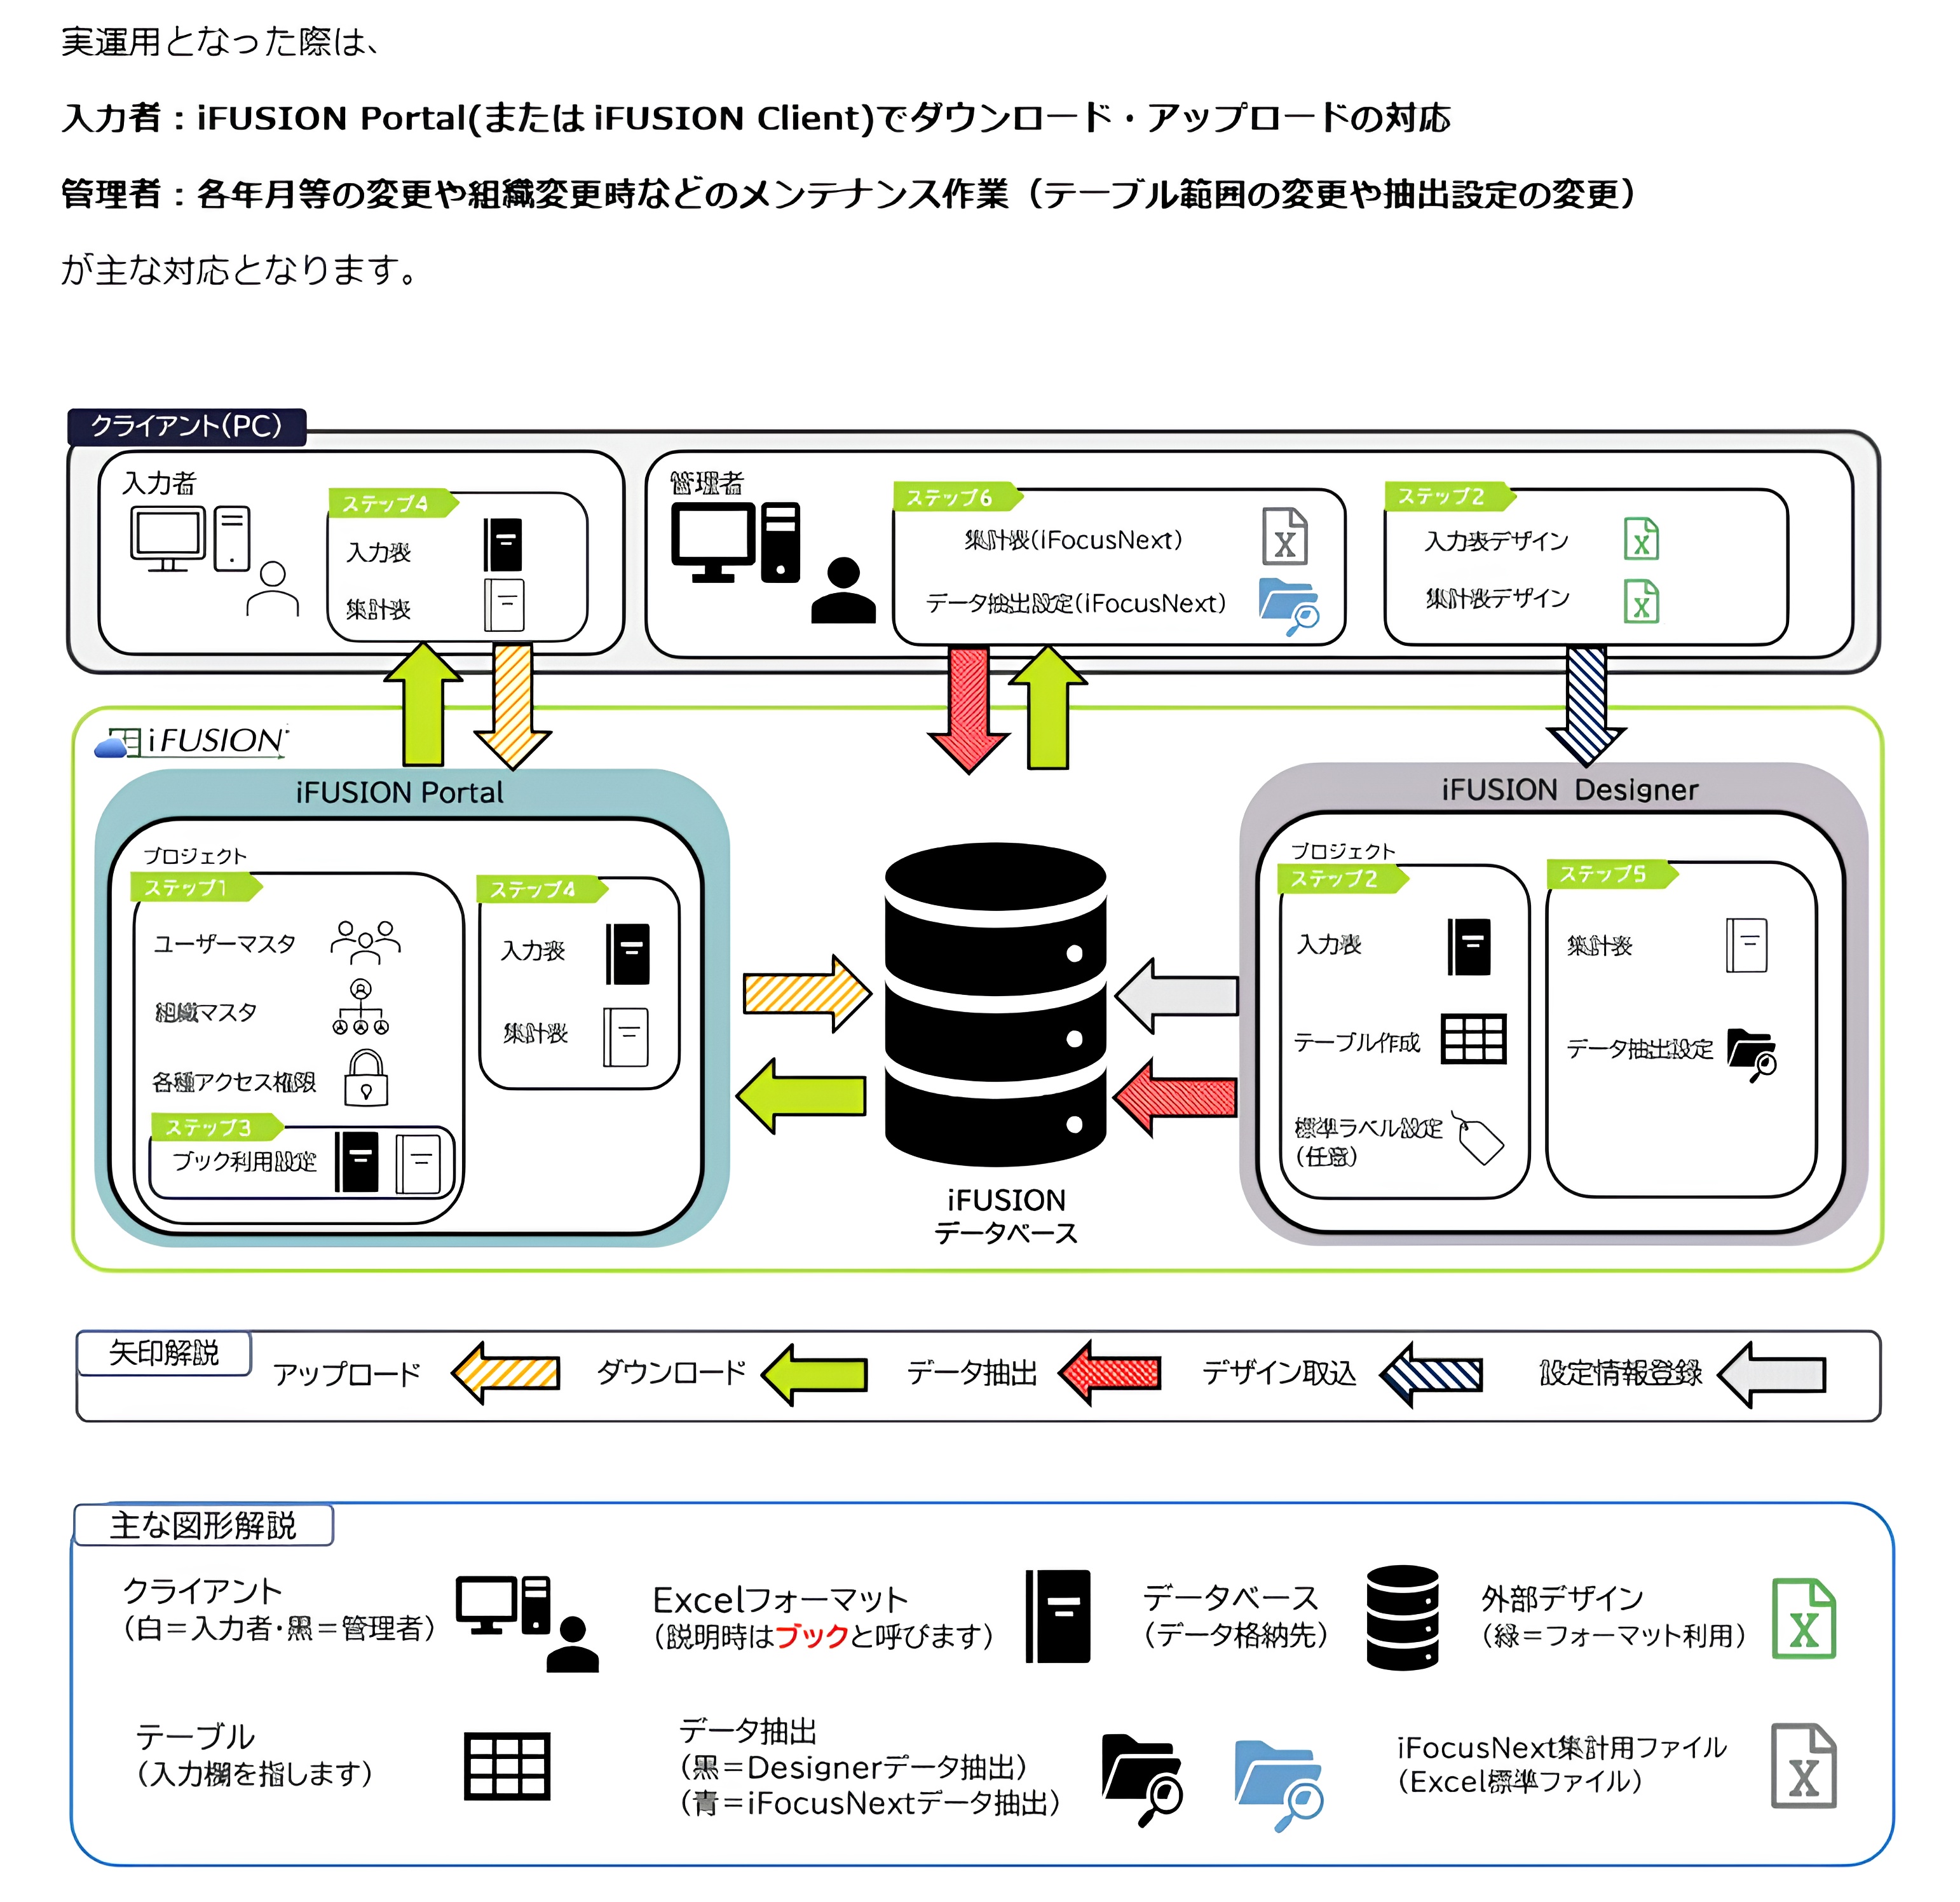 実運用となった際は、
入力者：iFUSION Portal(または iFUSION Client)でダウンロード・アップロードの対応
管理者：各年月等の変更や組織変更時などのメンテナンス作業（テーブル範囲の変更や抽出設定の変更）
が主な対応となります。
クライアント(PC)
入力者
ステップ4
入力表
集計表
管理者
ステップ6
集計表(iFocusNext)
データ抽出設定(iFocusNext)
ステップ2
入力表デザイン
集計表デザイン
iFUSION
iFUSION Portal
プロジェクト
ステップ1
ユーザーマスタ
組織マスタ
各種アクセス権限
ステップ3
ブック利用設定
ステップ4
入力表
集計表
iFUSION
データベース
iFUSION Designer
プロジェクト
ステップ2
入力表
テーブル作成
標準ラベル設定
(任意)
ステップ5
集計表
データ抽出設定
矢印解説
アップロード
ダウンロード
データ抽出
デザイン取込
設定情報登録
主な図形解説
クライアント
(白＝入力者・黒＝管理者)
Excelフォーマット
(説明時はブックと呼びます)
データベース
(データ格納先)
外部デザイン
(緑＝フォーマット利用)
テーブル
(入力欄を指します)
データ抽出
(黒＝Designerデータ抽出)
(青＝iFocusNextデータ抽出)
iFocusNext集計用ファイル
(Excel標準ファイル)